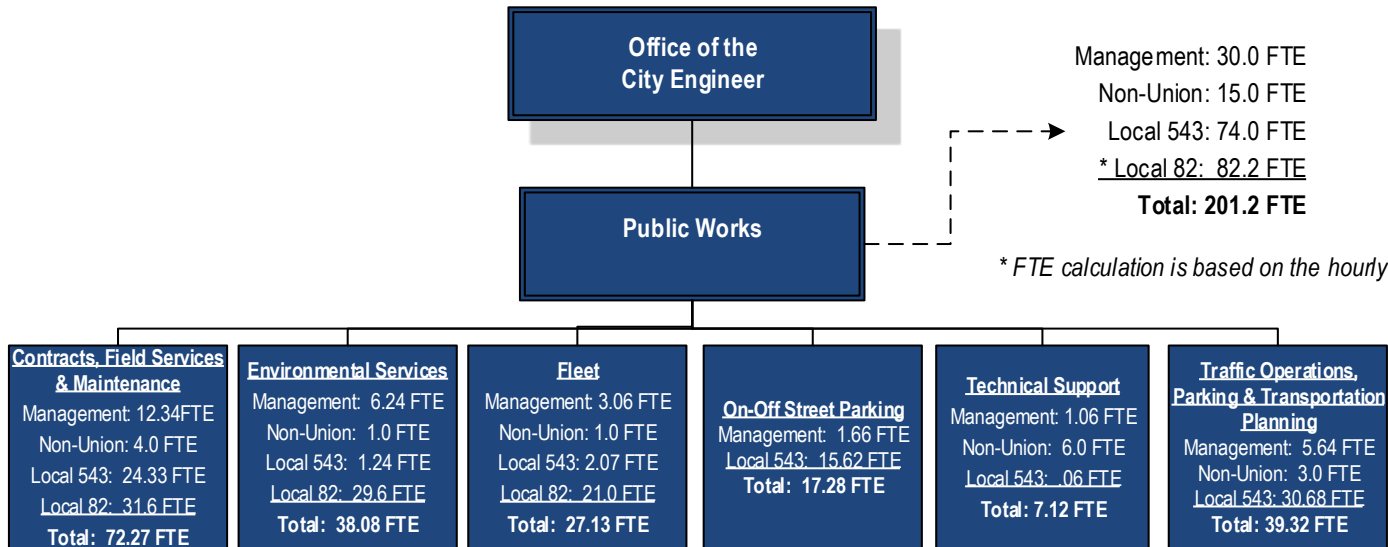 Office of the
City Engineer
Management: 30.0 FTE
Non-Union: 15.0 FTE
Local 543: 74.0 FTE
* Local 82: 82.2 FTE
Total: 201.2 FTE
Public Works
* FTE calculation is based on the hourly
Contracts, Field Services
& Maintenance
Management: 12.34FTE
Non-Union: 4.0 FTE
Local 543: 24.33 FTE
Local 82: 31.6 FTE
Total: 72.27 FTE
Environmental Services
Management: 6.24 FTE
Non-Union: 1.0 FTE
Local 543: 1.24 FTE
Local 82: 29.6 FTE
Total: 38.08 FTE
Fleet
Management: 3.06 FTE
Non-Union: 1.0 FTE
Local 543: 2.07 FTE
Local 82: 21.0 FTE
Total: 27.13 FTE
On-Off Street Parking
Management: 1.66 FTE
Local 543: 15.62 FTE
Total: 17.28 FTE
Technical Support
Management: 1.06 FTE
Non-Union: 6.0 FTE
Local 543: .06 FTE
Total: 7.12 FTE
Traffic Operations,
Parking & Transportation
Planning
Management: 5.64 FTE
Non-Union: 3.0 FTE
Local 543: 30.68 FTE
Total: 39.32 FTE